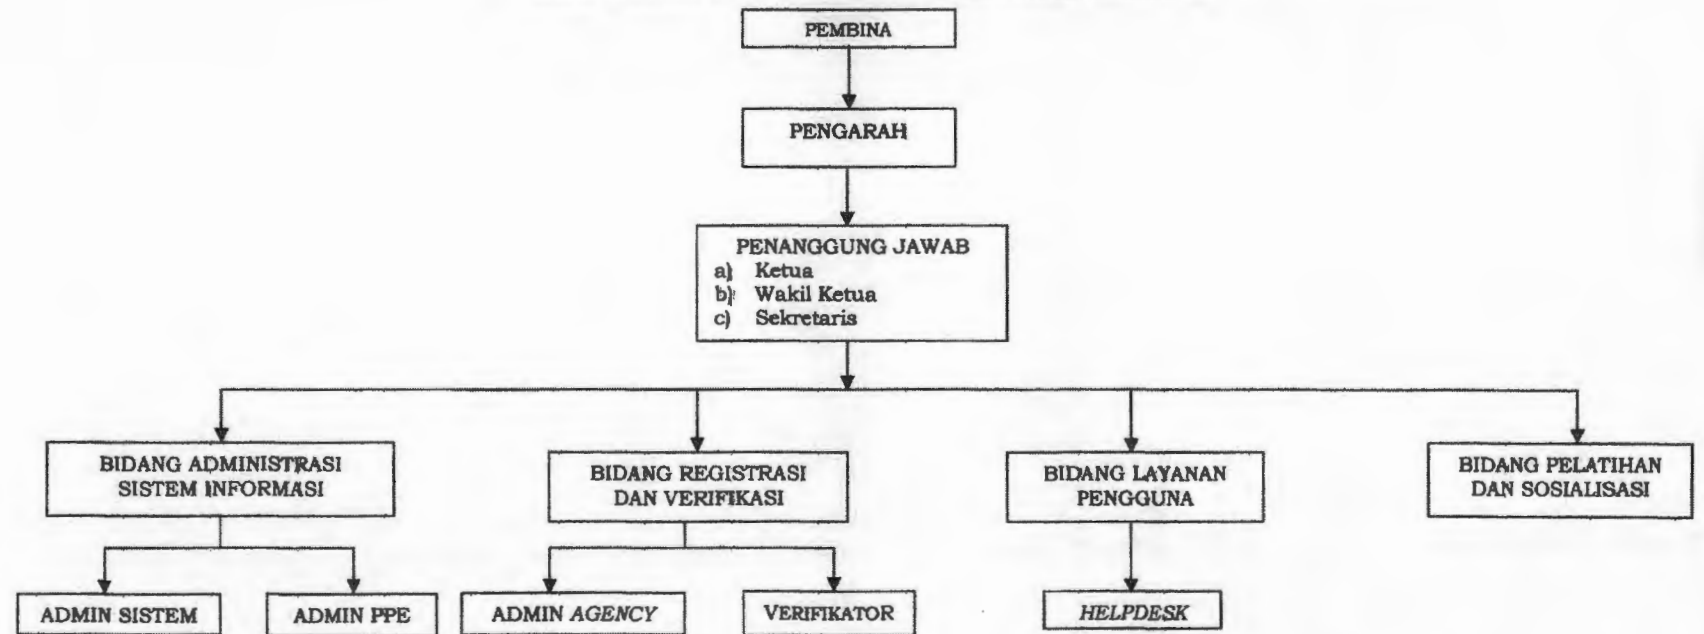 PEMBINA
PENGARAH
PENANGGUNG JAWAB
a) Ketua
b) Wakil Ketua
c) Sekretaris
BIDANG ADMINISTRASI
SISTEM INFORMASI
BIDANG REGISTRASI
DAN VERIFIKASI
BIDANG LAYANAN
PENGGUNA
BIDANG PELATIHAN
DAN SOSIALISASI
ADMIN SISTEM
ADMIN PPE
ADMIN AGENCY
VERIFIKATOR
HELPDESK